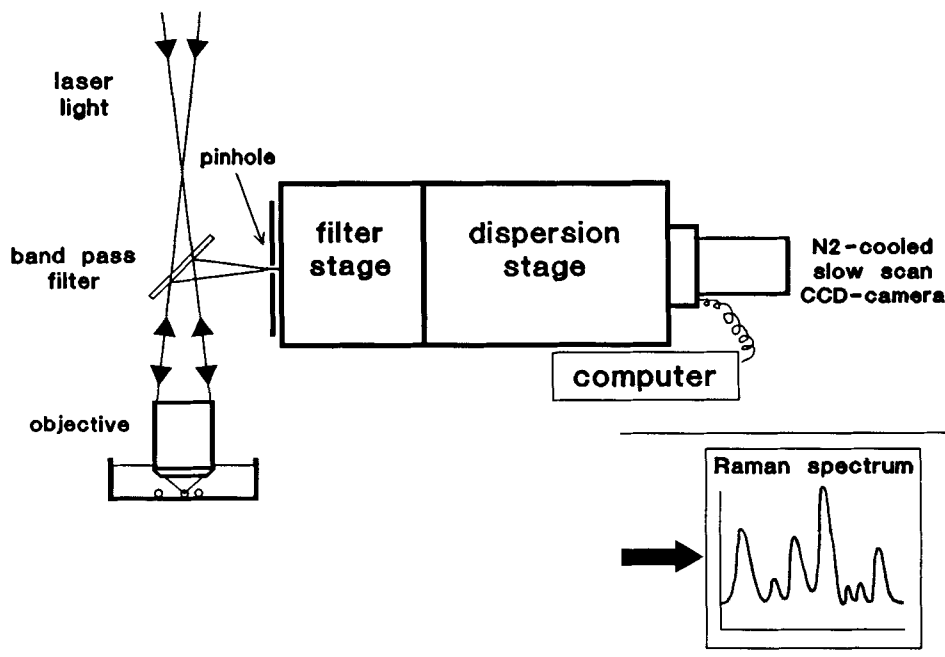 laser
light
pinhole
band pass
filter
filter
stage
dispersion
stage
N2-cooled
slow scan
CCD-camera
computer
objective
Raman spectrum